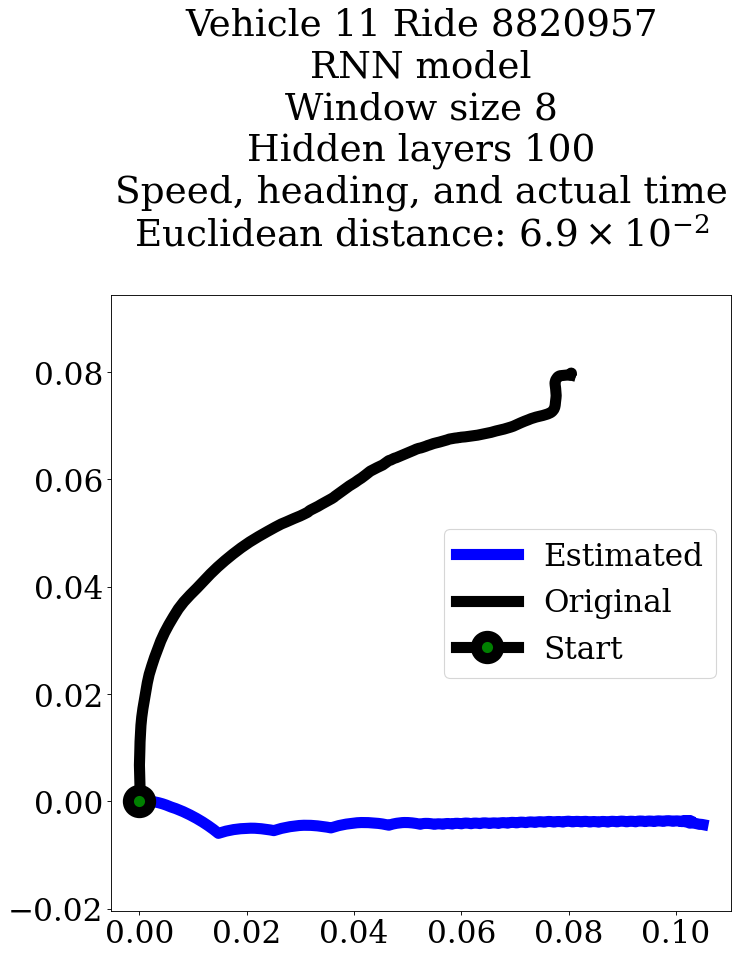 Vehicle 11 Ride 8820957
RNN model
Window size 8
Hidden layers 100
Speed, heading, and actual time
Euclidean distance: 6.9 × 10⁻²
0.08
0.06
0.04
0.02
0.00
−0.02
Estimated
Original
Start
0.00 0.02 0.04 0.06 0.08 0.10